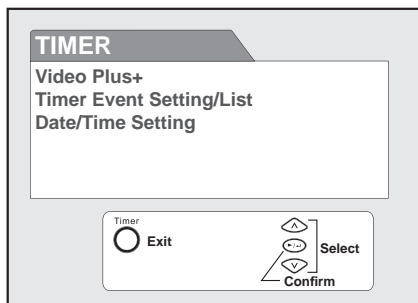 TIMER
Video Plus+
Timer Event Setting/List
Date/Time Setting
Timer
Exit
Select
Confirm